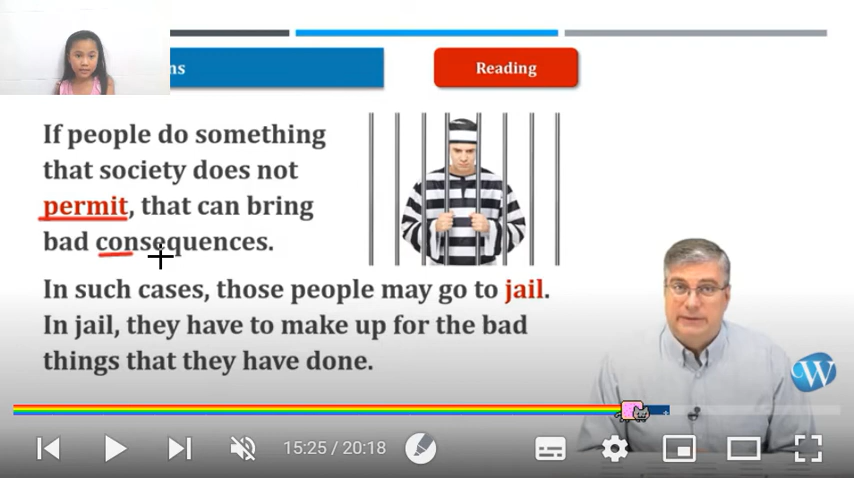 ns
Reading
If people do something
that society does not
permit, that can bring
bad consequences.
In such cases, those people may go to jail.
In jail, they have to make up for the bad
things that they have done.
W
15:25 / 20:18